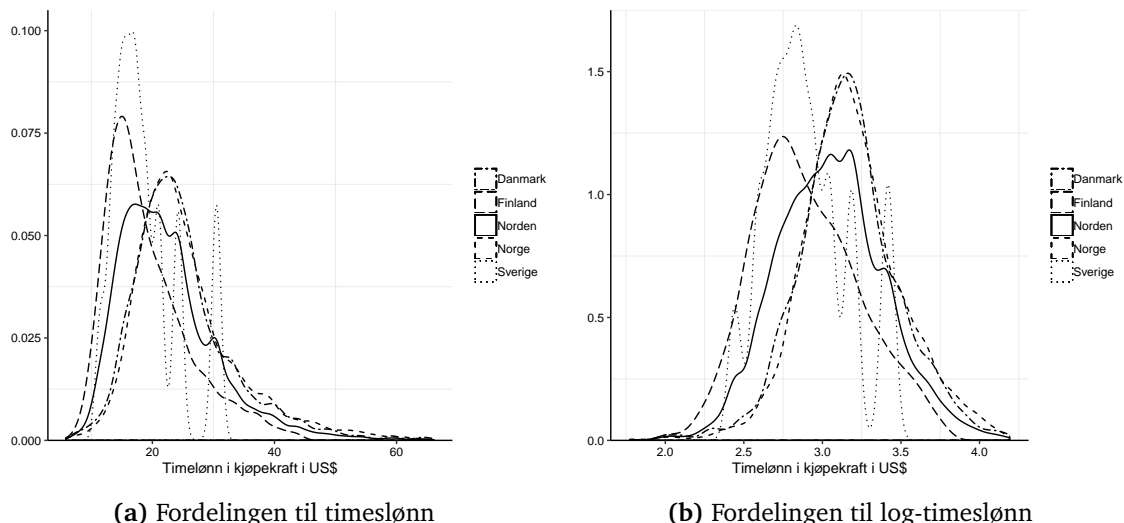 0.100
0.075
0.050
0.025
0.000
20
40
60
Timelønn i kjøpekraft i US$
Danmark
Finland
Norden
Norge
Sverige
(a) Fordelingen til timeslønn
1.5
1.0
0.5
0.0
2.0
2.5
3.0
3.5
4.0
Timelønn i kjøpekraft i US$
Danmark
Finland
Norden
Norge
Sverige
(b) Fordelingen til log-timeslønn